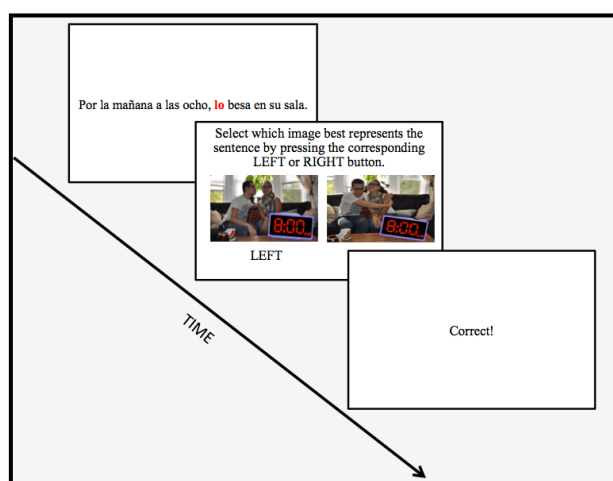 Por la mañana a las ocho, lo besa en su sala.
Select which image best represents the
sentence by pressing the corresponding
LEFT or RIGHT button.
8:00
8:00
LEFT
Correct!
TIME